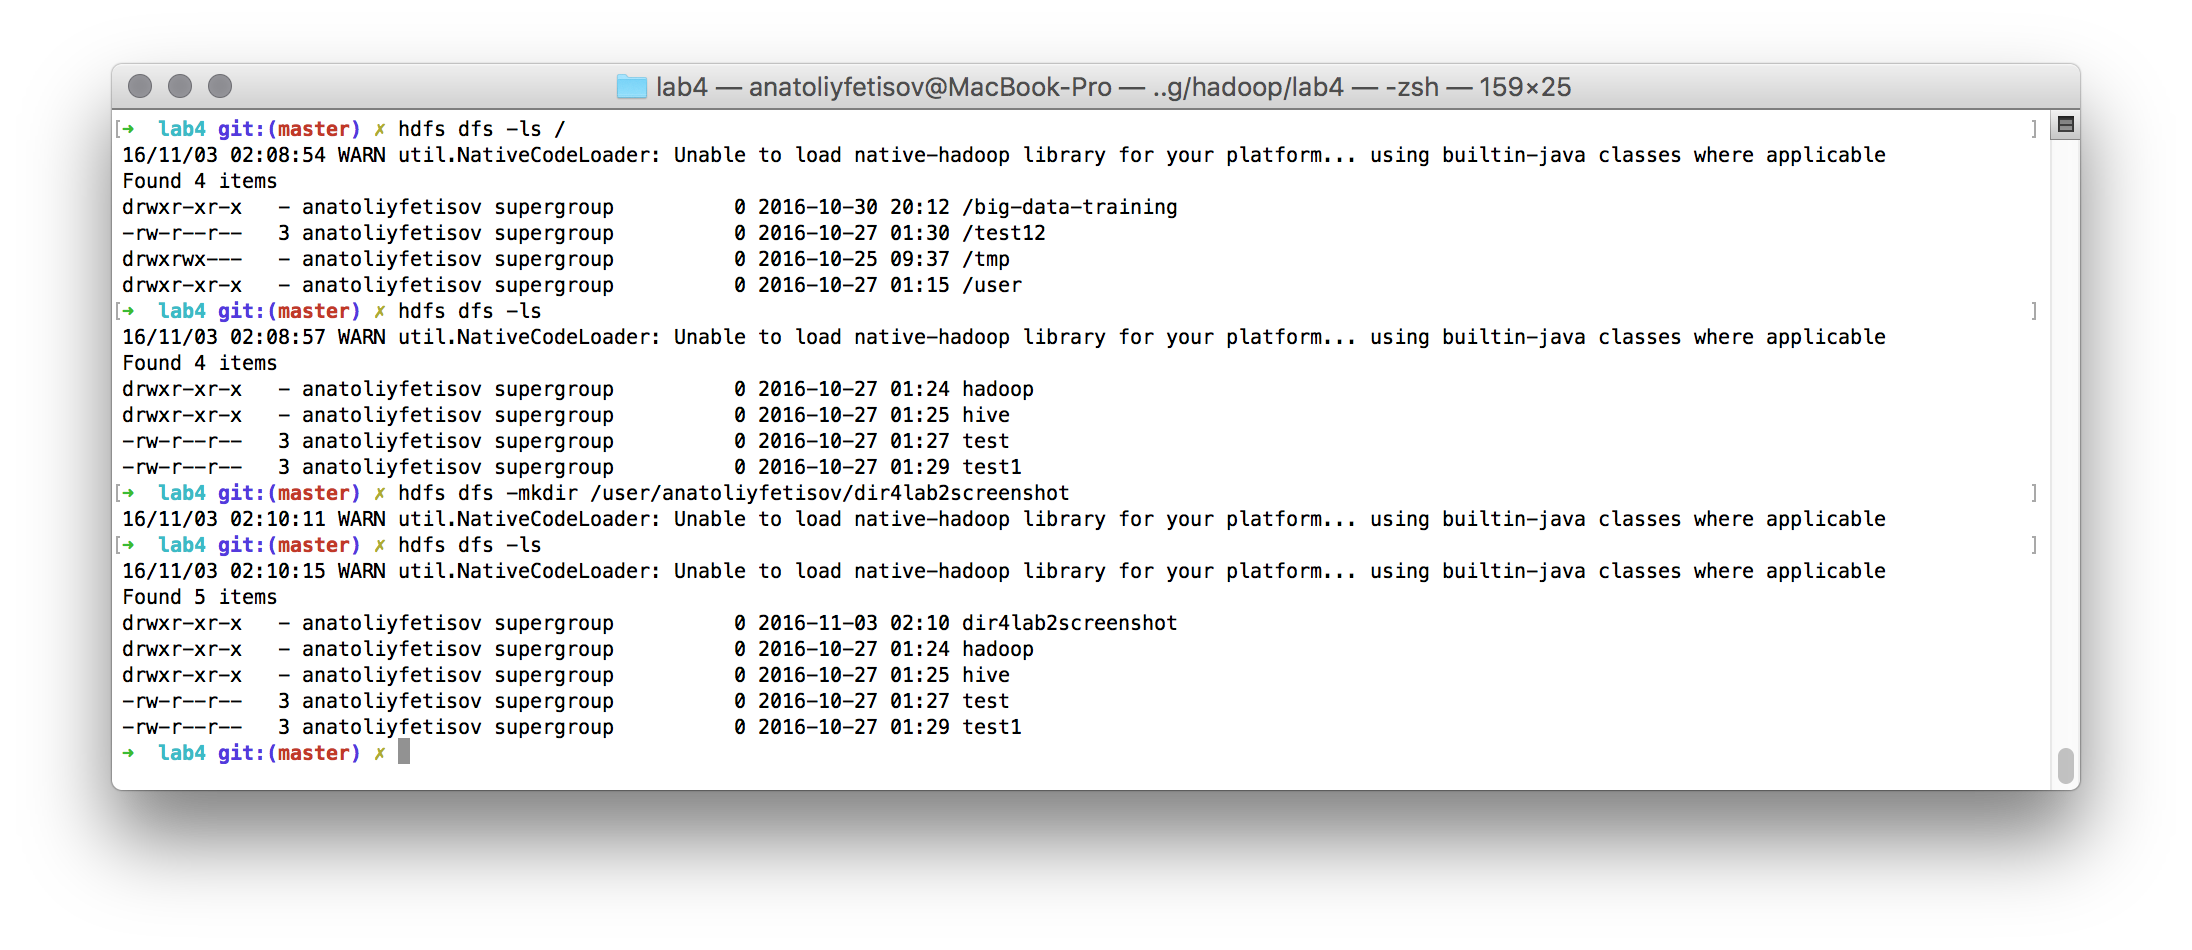 lab4 — anatoliyfetisov@MacBook-Pro — ..g/hadoop/lab4 — -zsh — 159×25
[➜  lab4 git:(master) ✗ hdfs dfs -ls / ]
16/11/03 02:08:54 WARN util.NativeCodeLoader: Unable to load native-hadoop library for your platform... using builtin-java classes where applicable
Found 4 items
drwxr-xr-x   - anatoliyfetisov supergroup          0 2016-10-30 20:12 /big-data-training
-rw-r--r--   3 anatoliyfetisov supergroup          0 2016-10-27 01:30 /test12
drwxrwx---   - anatoliyfetisov supergroup          0 2016-10-25 09:37 /tmp
drwxr-xr-x   - anatoliyfetisov supergroup          0 2016-10-27 01:15 /user
[➜  lab4 git:(master) ✗ hdfs dfs -ls ]
16/11/03 02:08:57 WARN util.NativeCodeLoader: Unable to load native-hadoop library for your platform... using builtin-java classes where applicable
Found 4 items
drwxr-xr-x   - anatoliyfetisov supergroup          0 2016-10-27 01:24 hadoop
drwxr-xr-x   - anatoliyfetisov supergroup          0 2016-10-27 01:25 hive
-rw-r--r--   3 anatoliyfetisov supergroup          0 2016-10-27 01:27 test
-rw-r--r--   3 anatoliyfetisov supergroup          0 2016-10-27 01:29 test1
[➜  lab4 git:(master) ✗ hdfs dfs -mkdir /user/anatoliyfetisov/dir4lab2screenshot ]
16/11/03 02:10:11 WARN util.NativeCodeLoader: Unable to load native-hadoop library for your platform... using builtin-java classes where applicable
[➜  lab4 git:(master) ✗ hdfs dfs -ls ]
16/11/03 02:10:15 WARN util.NativeCodeLoader: Unable to load native-hadoop library for your platform... using builtin-java classes where applicable
Found 5 items
drwxr-xr-x   - anatoliyfetisov supergroup          0 2016-11-03 02:10 dir4lab2screenshot
drwxr-xr-x   - anatoliyfetisov supergroup          0 2016-10-27 01:24 hadoop
drwxr-xr-x   - anatoliyfetisov supergroup          0 2016-10-27 01:25 hive
-rw-r--r--   3 anatoliyfetisov supergroup          0 2016-10-27 01:27 test
-rw-r--r--   3 anatoliyfetisov supergroup          0 2016-10-27 01:29 test1
➜  lab4 git:(master) ✗